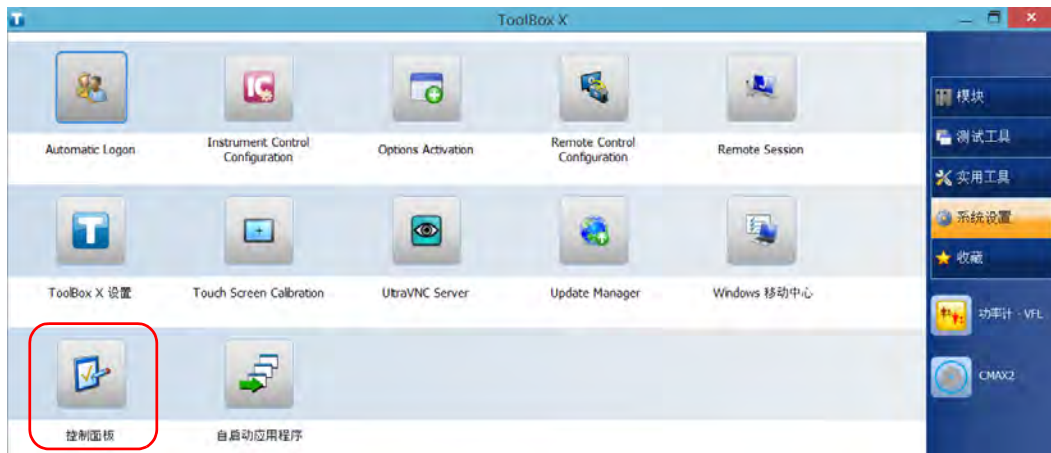 ToolBox X
Automatic Logon
Instrument Control
Configuration
Options Activation
Remote Control
Configuration
Remote Session
ToolBox X 设置
Touch Screen Calibration
UltraVNC Server
Update Manager
Windows 移动中心
控制面板
自启动应用程序
模块
测试工具
实用工具
系统设置
收藏
功率计 - VFL
CMAX2